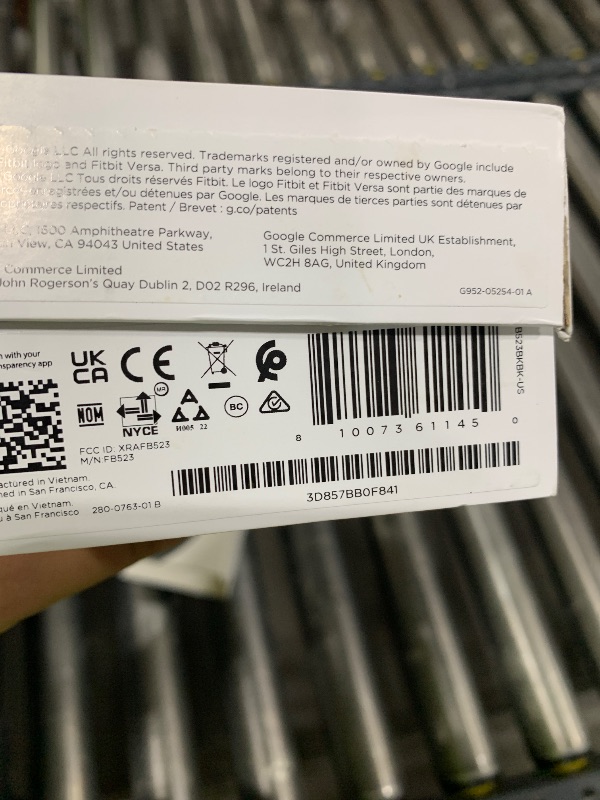 LLC All rights reserved. Trademarks registered and/or owned by Google include
and Fitbit Versa. Third party marks belong to their respective owners.
LLC Tous droits réservés Fitbit. Le logo Fitbit et Fitbit Versa sont partie des marques de
et/ou détenues par Google. Les marques de tierces parties sont détenues par
respectifs. Patent / Brevet : g.co/patents
1600 Amphitheatre Parkway,
View, CA 94043 United States
Google Commerce Limited UK Establishment,
1 St. Giles High Street, London,
WC2H 8AG, United Kingdom
Commerce Limited
John Rogerson's Quay Dublin 2, D02 R296, Ireland
G952-05254-01 A
with your
app
UK
CA
CE
NOM
NYCE
BC
FCC ID: XRAFB523
M/N:FB523
in Vietnam.
in San Francisco, CA.
en Vietnam.
à San Francisco
280-0763-01 B
8 10073 61145 0
3D857BB0F841
B523BKBK-US